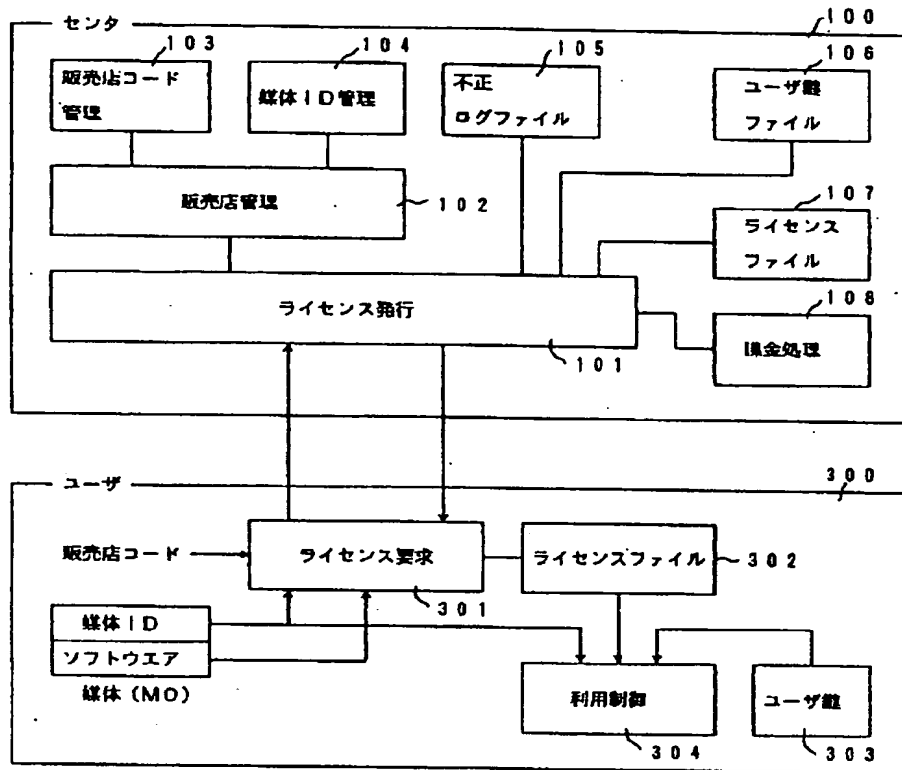 センタ
100
103
販売店コード
管理
104
媒体ID管理
105
不正
ログファイル
106
ユーザ鍵
ファイル
販売店管理
102
107
ライセンス
ファイル
ライセンス発行
101
108
課金処理
ユーザ
300
販売店コード
ライセンス要求
301
ライセンスファイル
302
媒体ID
ソフトウエア
媒体(MO)
利用制御
304
ユーザ鍵
303